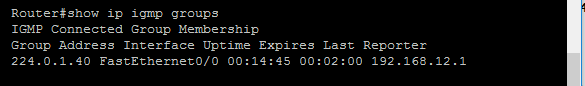 Router#show ip igmp groups
IGMP Connected Group Membership
Group Address Interface Uptime Expires Last Reporter
224.0.1.40 FastEthernet0/0 00:14:45 00:02:00 192.168.12.1